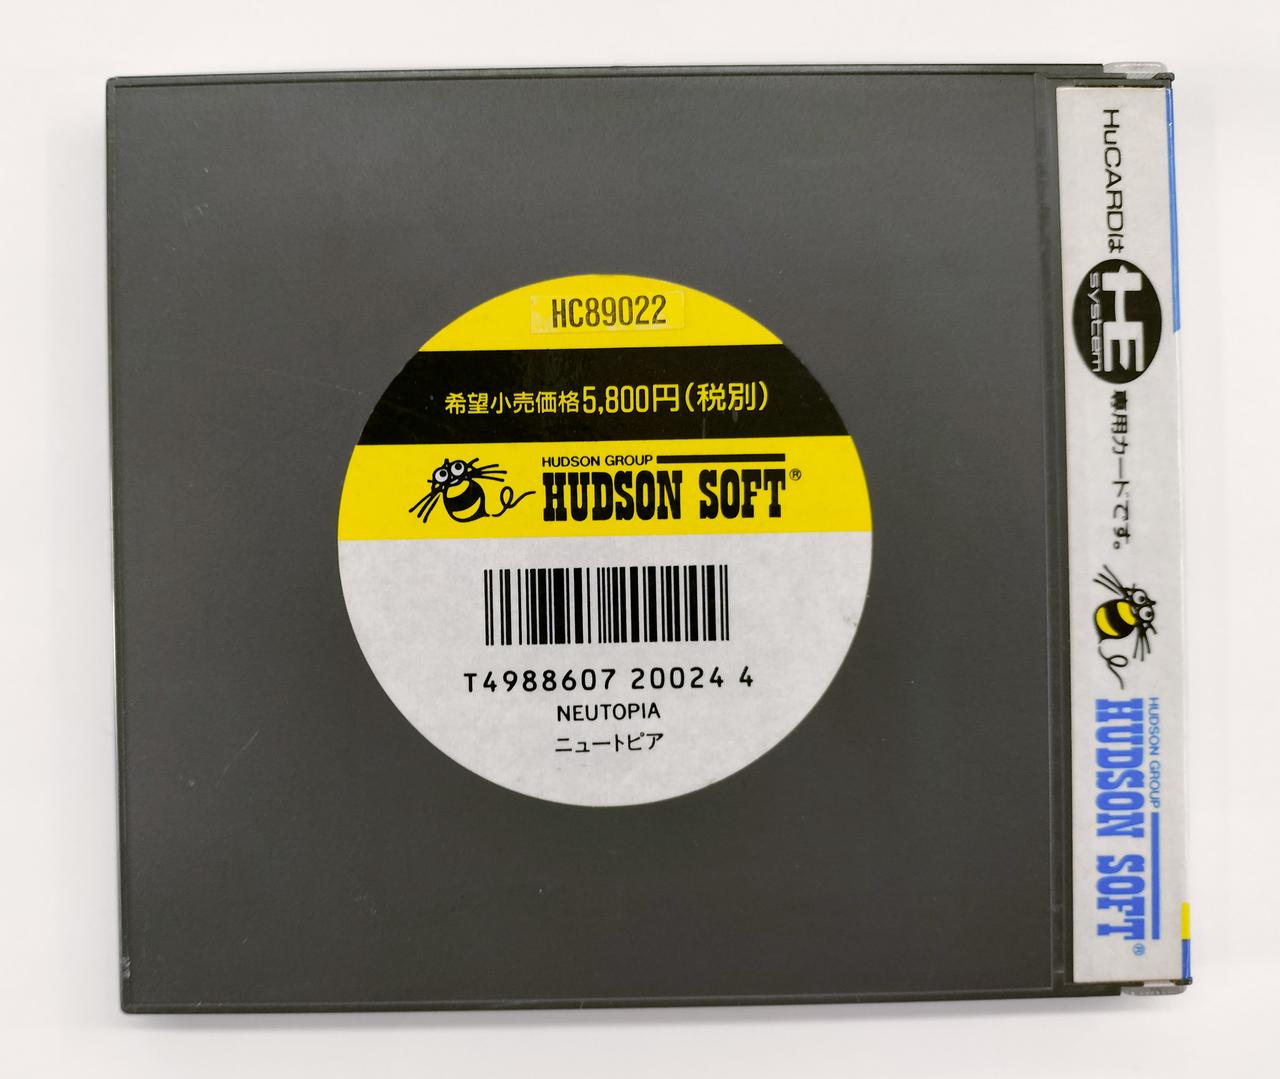 HC89022
希望小売価格5,800円(税別)
HUDSON GROUP
HUDSON SOFT®
T4988607 20024 4
NEUTOPIA
ニュートピア
HuCARDは HE system 専用カードです。
HUDSON GROUP
HUDSON SOFT®